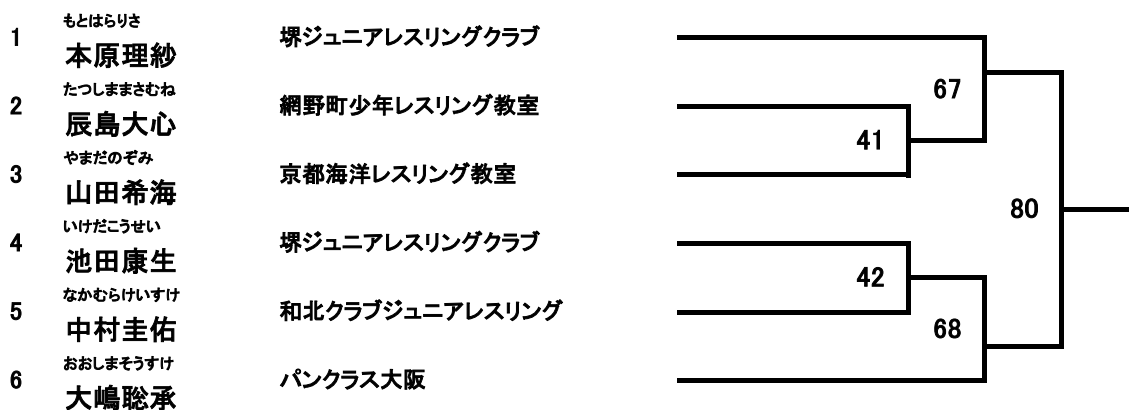 もとはらりさ
1 本原理紗 堺ジュニアレスリングクラブ
たつしままさむね
2 辰島大心 網野町少年レスリング教室
やまだのぞみ
3 山田希海 京都海洋レスリング教室
いけだこうせい
4 池田康生 堺ジュニアレスリングクラブ
なかむらけいすけ
5 中村圭佑 和北クラブジュニアレスリング
おおしまそうすけ
6 大嶋聡承 パンクラス大阪
67
41
80
42
68